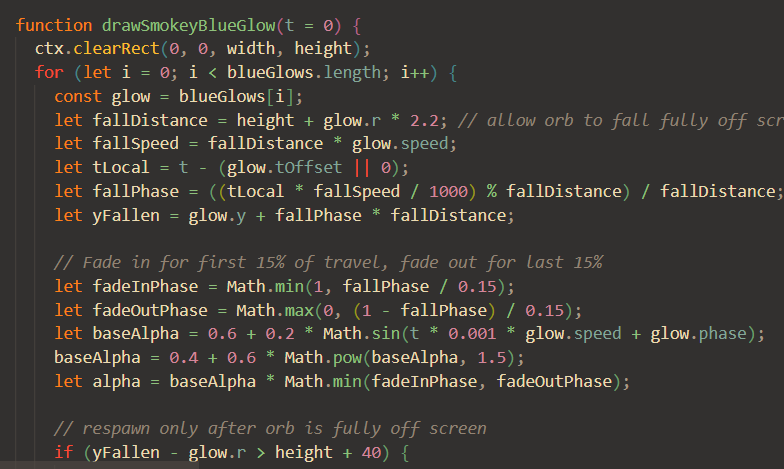 function drawSmokeyBlueGlow(t = 0) {
ctx.clearRect(0, 0, width, height);
for (let i = 0; i < blueGlows.length; i++) {
const glow = blueGlows[i];
let fallDistance = height + glow.r * 2.2; // allow orb to fall fully off scr
let fallSpeed = fallDistance * glow.speed;
let tLocal = t - (glow.tOffset || 0);
let fallPhase = ((tLocal * fallSpeed / 1000) % fallDistance) / fallDistance;
let yFallen = glow.y + fallPhase * fallDistance;
// Fade in for first 15% of travel, fade out for last 15%
let fadeInPhase = Math.min(1, fallPhase / 0.15);
let fadeOutPhase = Math.max(0, (1 - fallPhase) / 0.15);
let baseAlpha = 0.6 + 0.2 * Math.sin(t * 0.001 * glow.speed + glow.phase);
baseAlpha = 0.4 + 0.6 * Math.pow(baseAlpha, 1.5);
let alpha = baseAlpha * Math.min(fadeInPhase, fadeOutPhase);
// respawn only after orb is fully off screen
if (yFallen - glow.r > height + 40) {